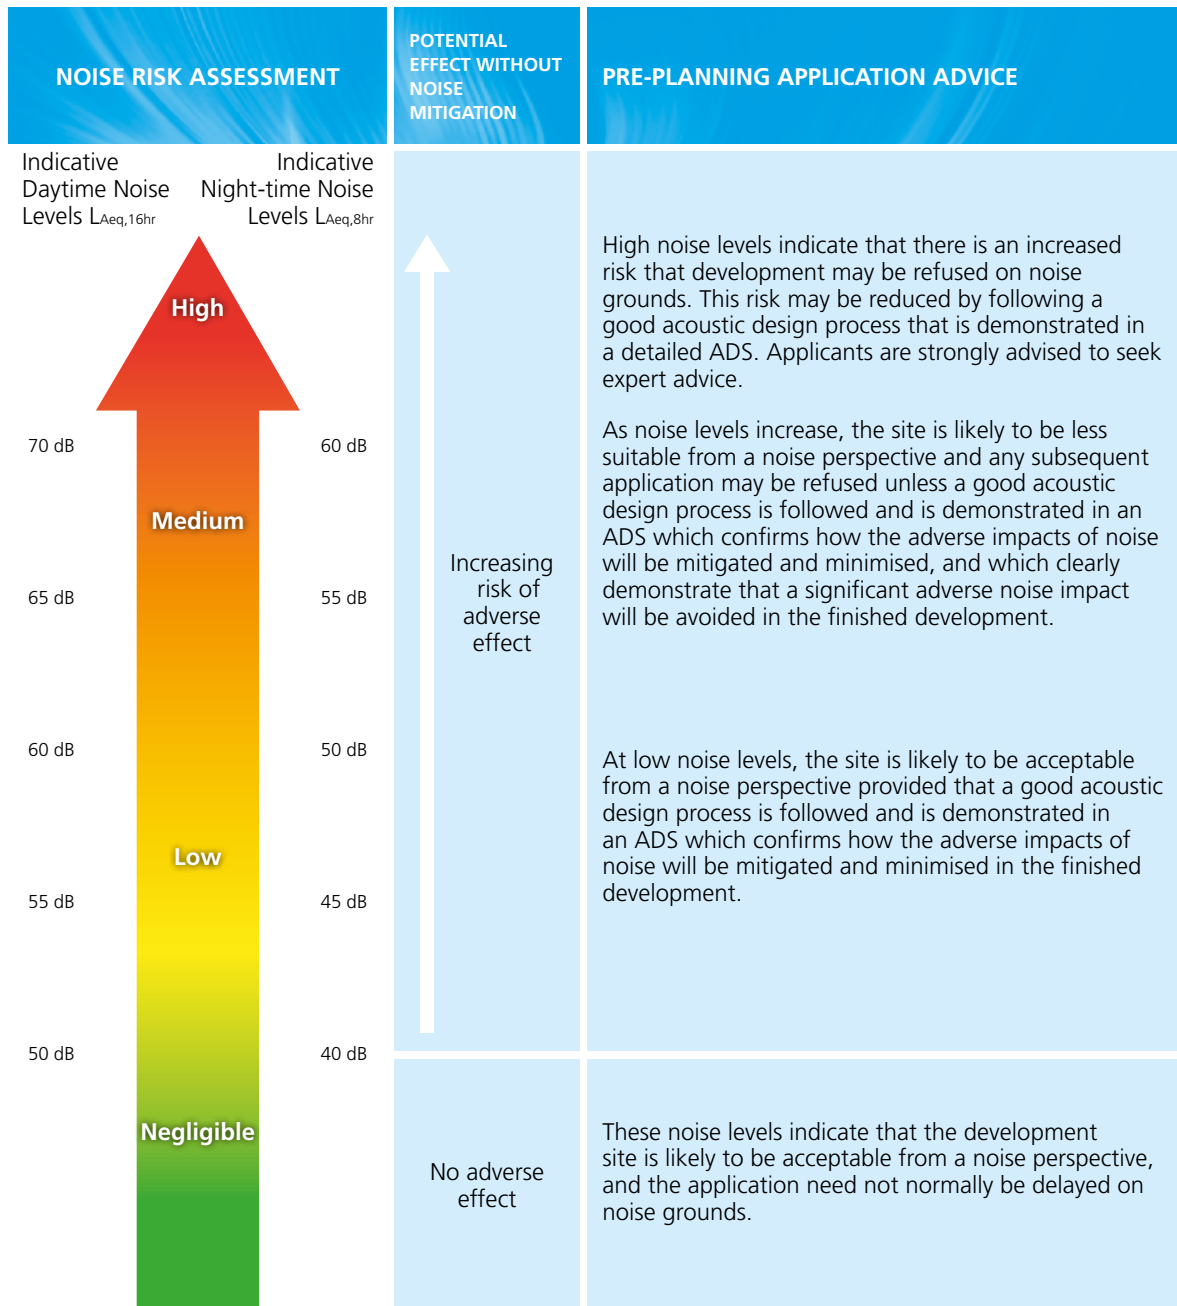 NOISE RISK ASSESSMENT
POTENTIAL
EFFECT WITHOUT
NOISE
MITIGATION
PRE-PLANNING APPLICATION ADVICE
Indicative
Daytime Noise
Levels LAeq,16hr
Indicative
Night-time Noise
Levels LAeq,8hr
High
70 dB
60 dB
Medium
65 dB
55 dB
60 dB
50 dB
Low
55 dB
45 dB
50 dB
40 dB
Negligible
Increasing
risk of
adverse
effect
No adverse
effect
High noise levels indicate that there is an increased
risk that development may be refused on noise
grounds. This risk may be reduced by following a
good acoustic design process that is demonstrated in
a detailed ADS. Applicants are strongly advised to seek
expert advice.
As noise levels increase, the site is likely to be less
suitable from a noise perspective and any subsequent
application may be refused unless a good acoustic
design process is followed and is demonstrated in an
ADS which confirms how the adverse impacts of noise
will be mitigated and minimised, and which clearly
demonstrate that a significant adverse noise impact
will be avoided in the finished development.
At low noise levels, the site is likely to be acceptable
from a noise perspective provided that a good acoustic
design process is followed and is demonstrated in
an ADS which confirms how the adverse impacts of
noise will be mitigated and minimised in the finished
development.
These noise levels indicate that the development
site is likely to be acceptable from a noise perspective,
and the application need not normally be delayed on
noise grounds.